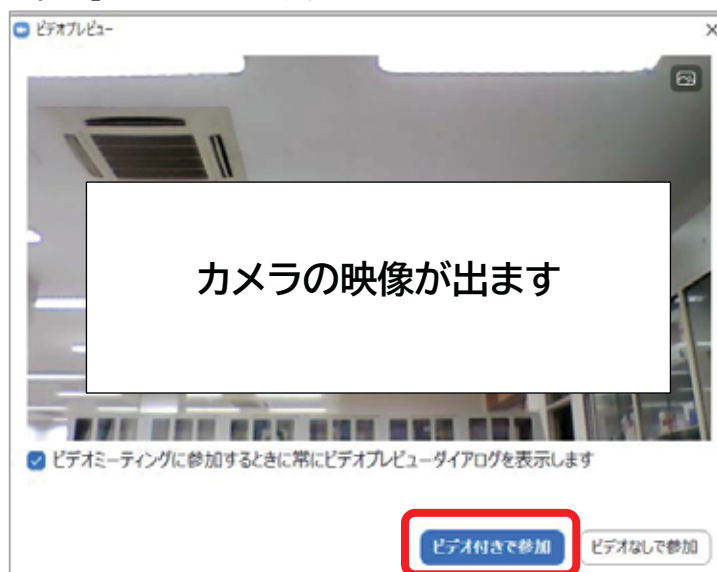 ビデオプレビュー
カメラの映像が出ます
ビデオミーティングに参加するときに常にビデオプレビューダイアログを表示します
ビデオ付きで参加
ビデオなしで参加